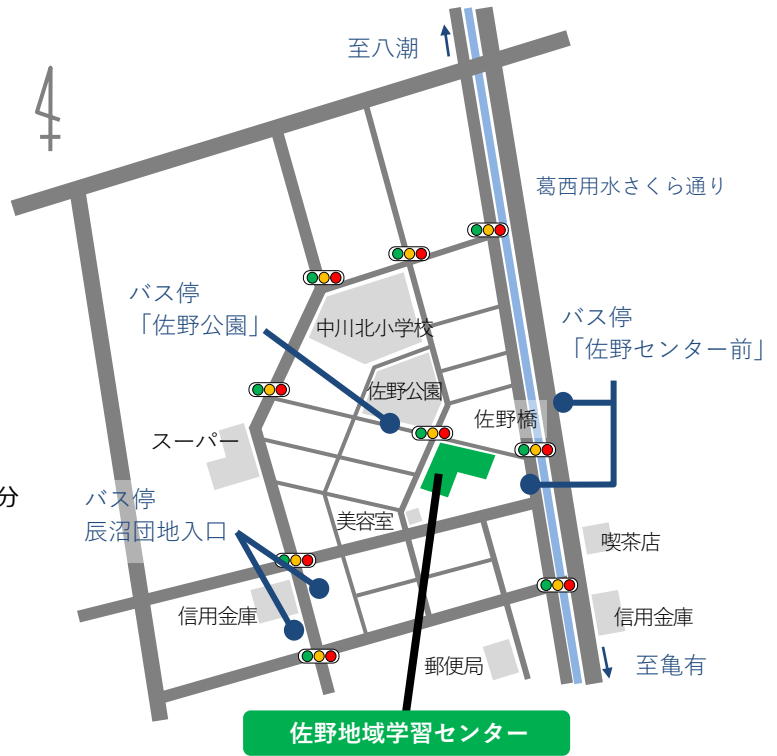 至八潮
葛西用水さくら通り
バス停
「佐野公園」
中川北小学校
バス停
「佐野センター前」
佐野公園
佐野橋
スーパー
分
バス停
辰沼団地入口
美容室
喫茶店
信用金庫
信用金庫
郵便局
至亀有
佐野地域学習センター